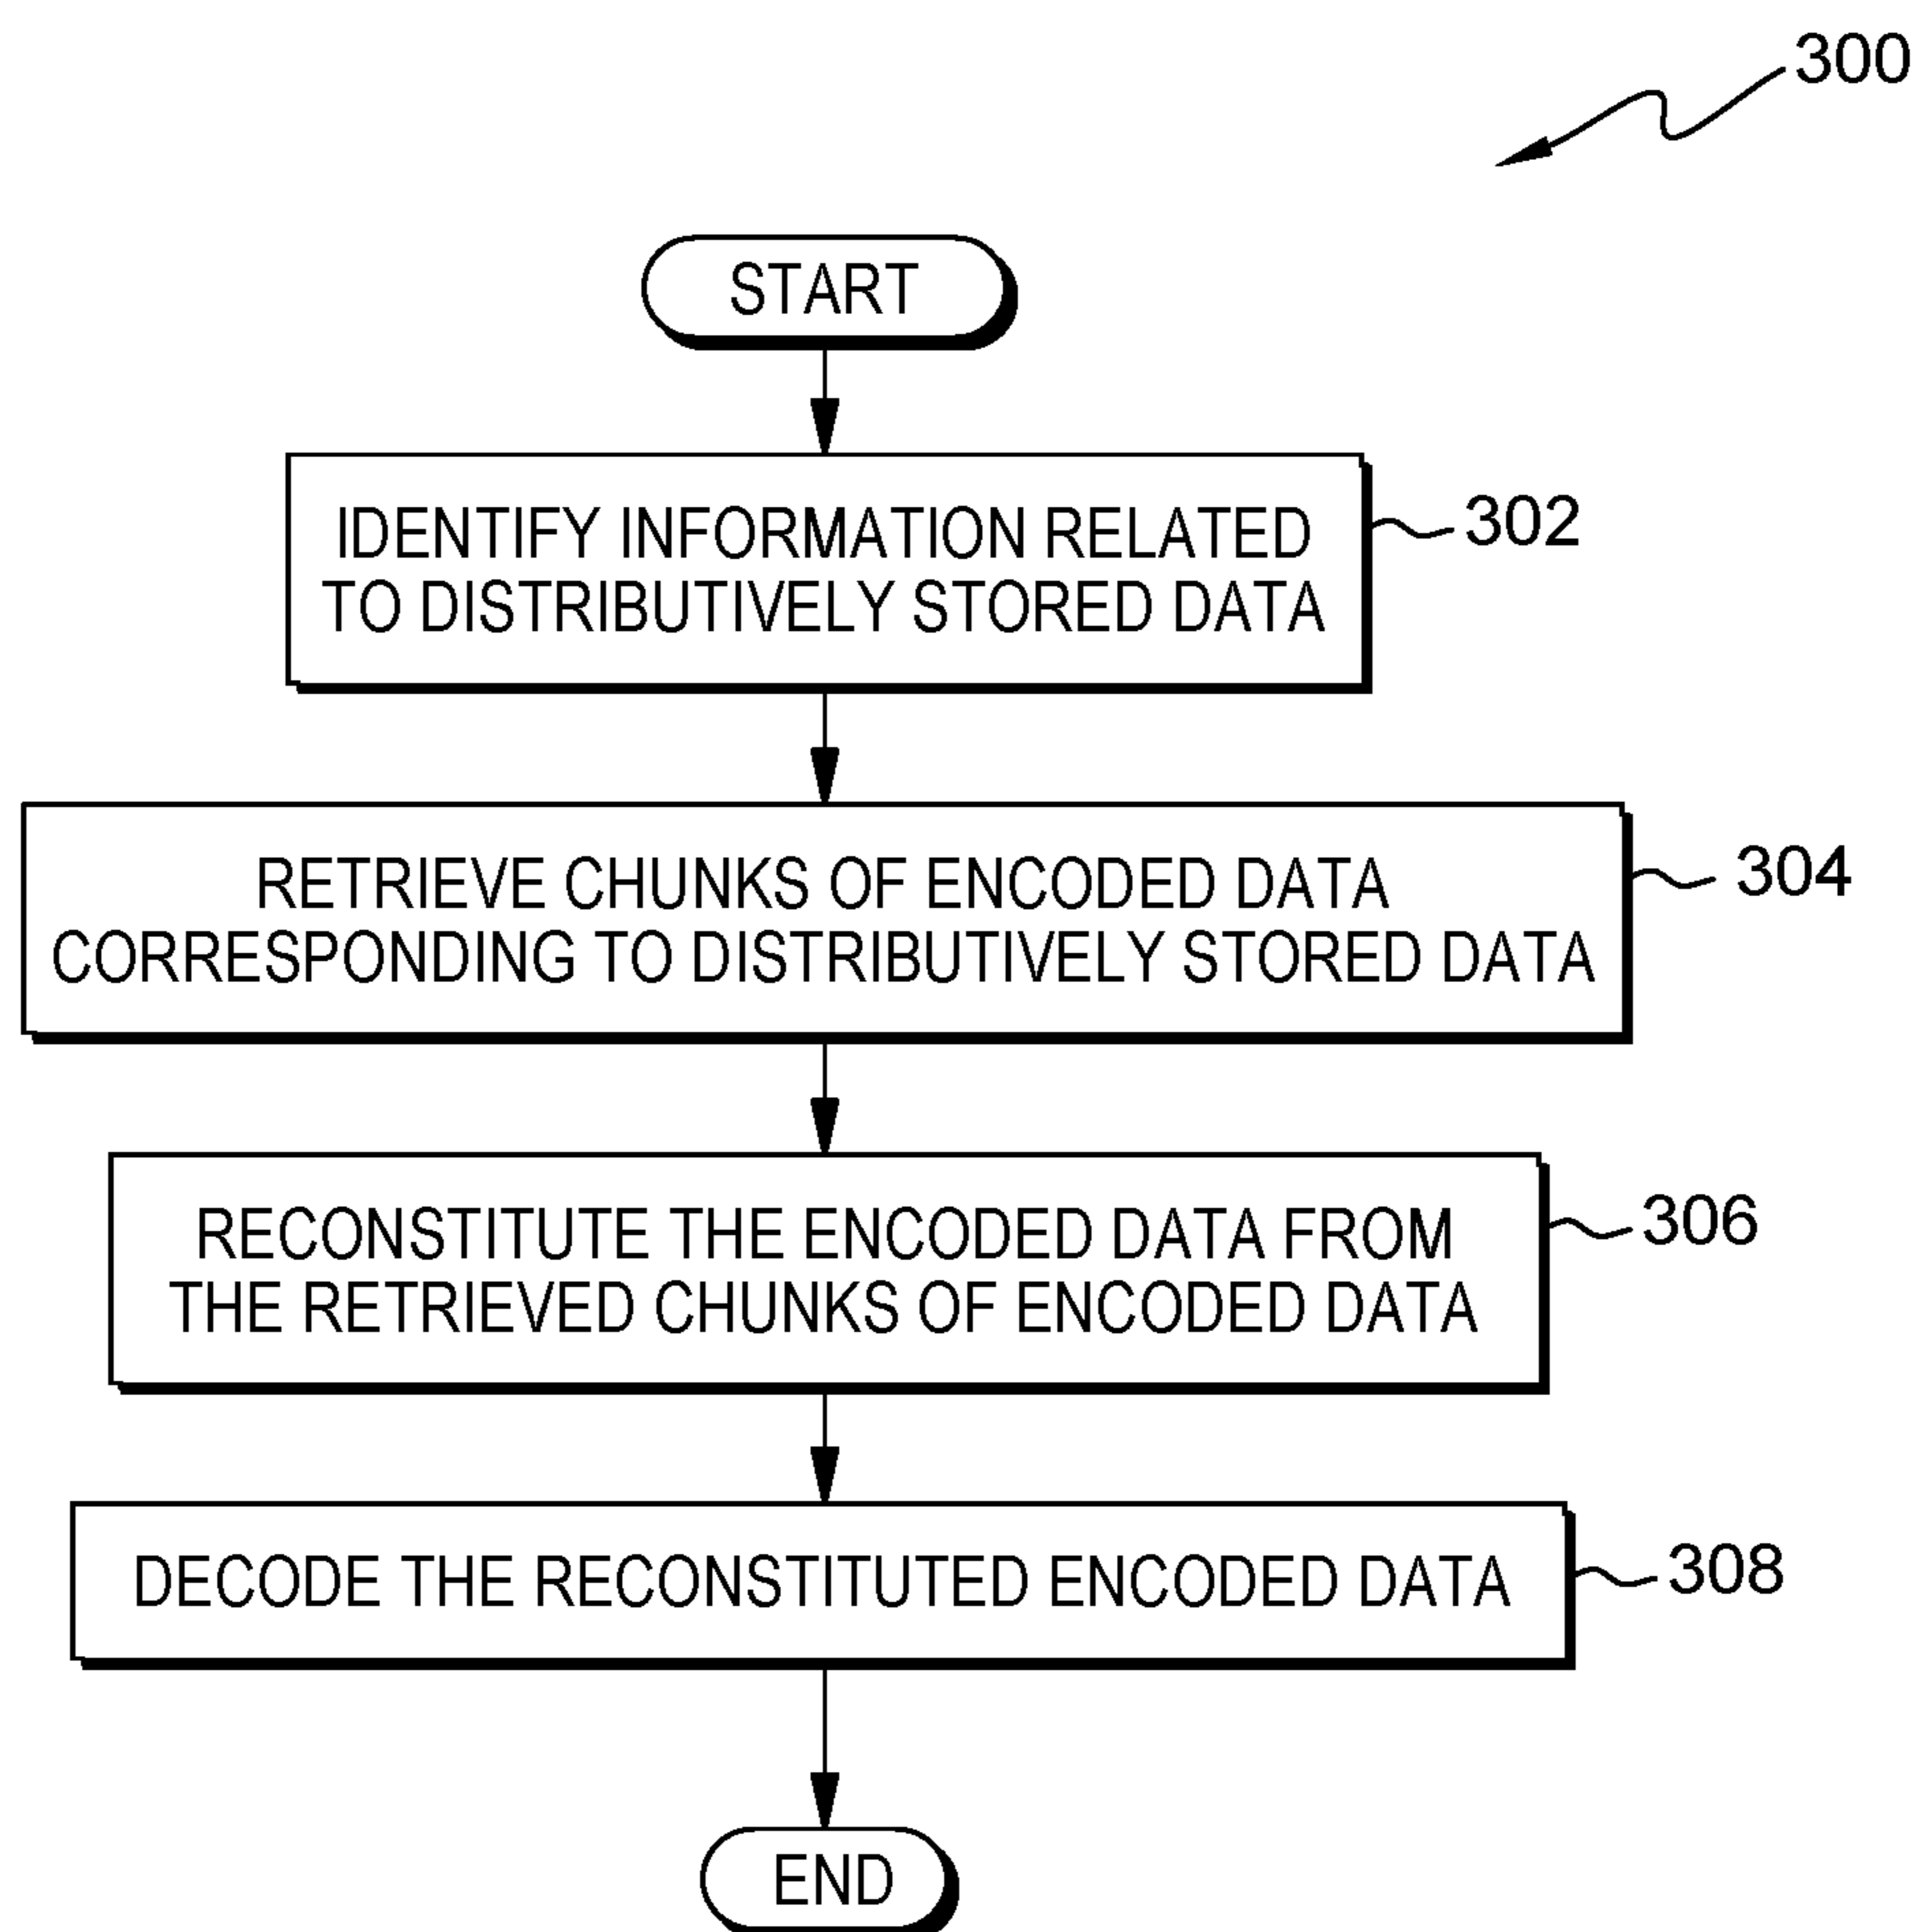 300
START
IDENTIFY INFORMATION RELATED
TO DISTRIBUTIVELY STORED DATA
302
RETRIEVE CHUNKS OF ENCODED DATA
CORRESPONDING TO DISTRIBUTIVELY STORED DATA
304
RECONSTITUTE THE ENCODED DATA FROM
THE RETRIEVED CHUNKS OF ENCODED DATA
306
DECODE THE RECONSTITUTED ENCODED DATA
308
END